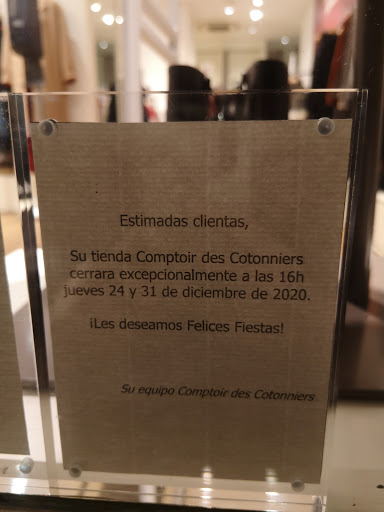 Estimadas clientas,
Su tienda Comptoir des Cotonniers
cerrara excepcionalmente a las 16h
jueves 24 y 31 de diciembre de 2020.
¡Les deseamos Felices Fiestas!
Su equipo Comptoir des Cotonniers